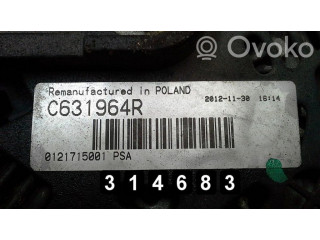 Ovoko
Remanufactured in POLAND
C631964R
2012-11-30 16:14
0121715001 PSA
314683